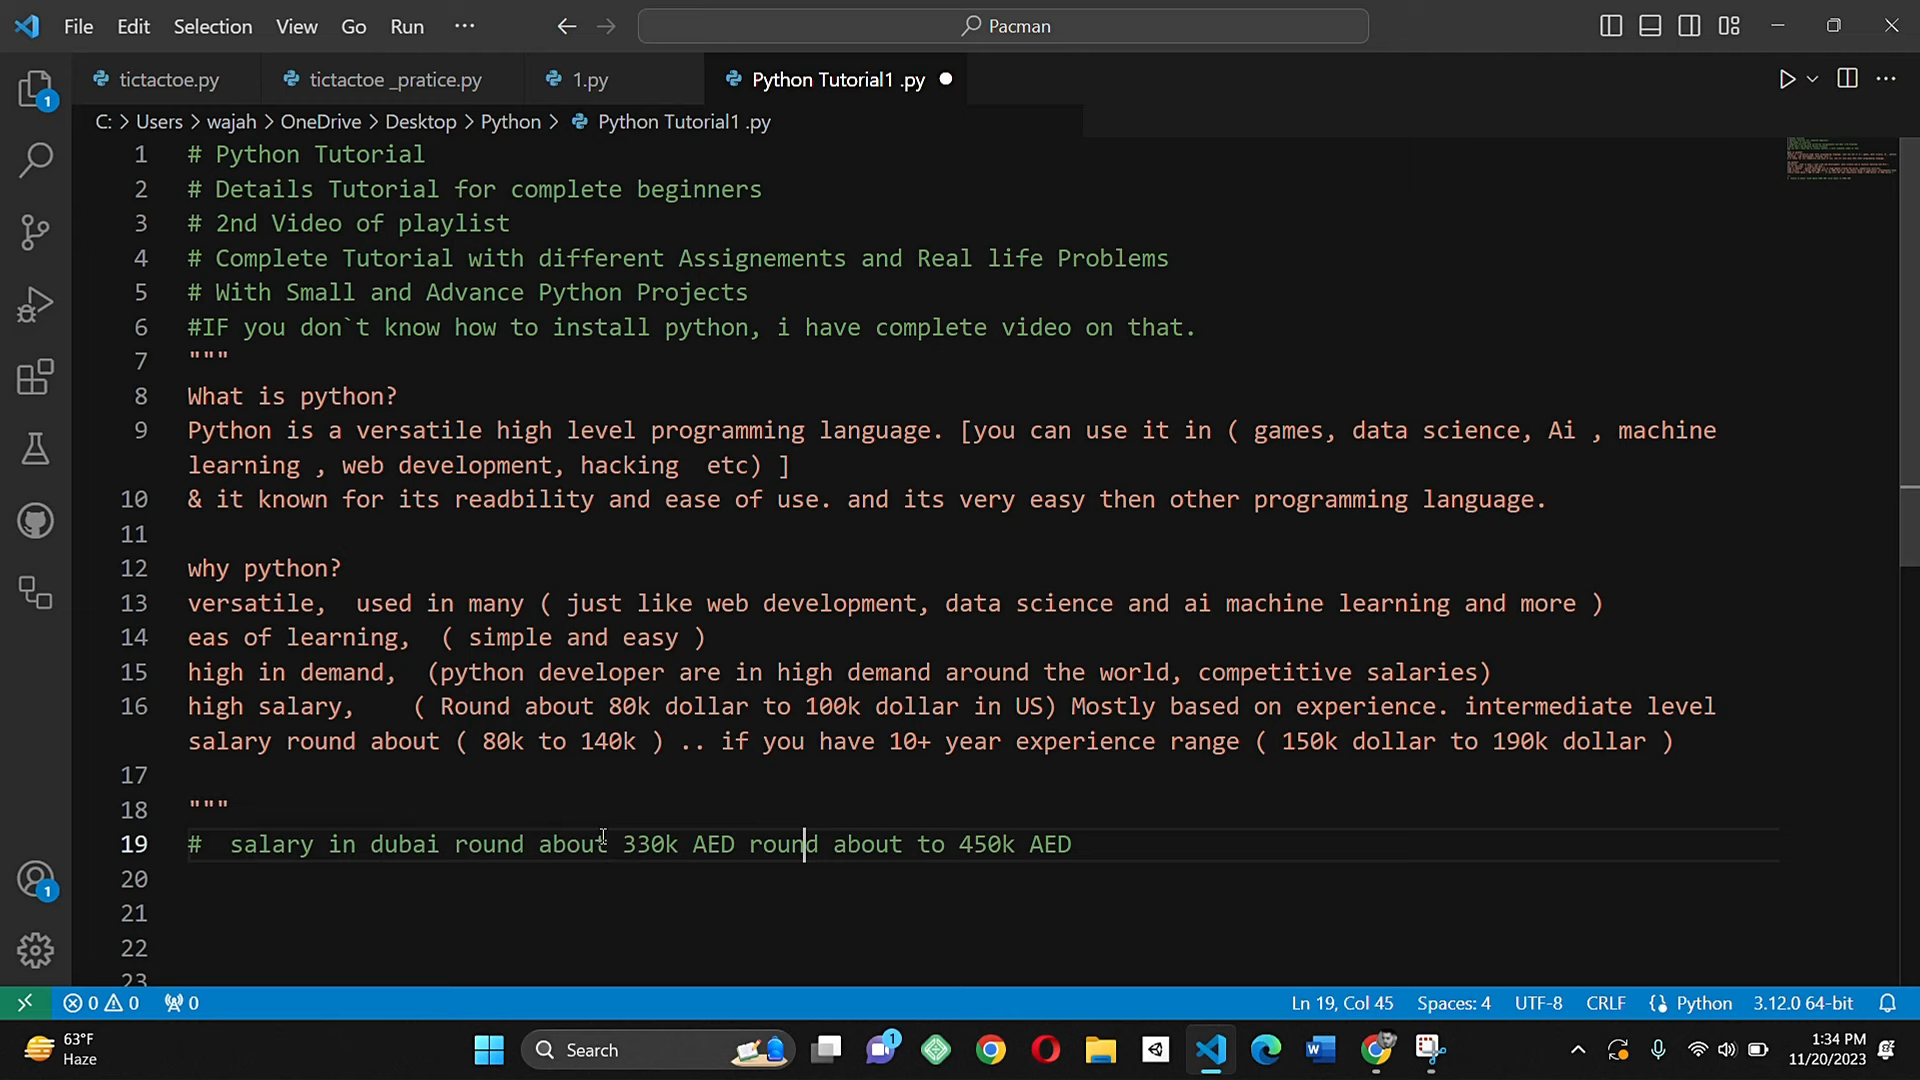 File Edit Selection View Go Run ··· Pacman
tictactoe.py tictactoe _pratice.py 1.py Python Tutorial1 .py
C: > Users > wajah > OneDrive > Desktop > Python > Python Tutorial1 .py
1 # Python Tutorial
2 # Details Tutorial for complete beginners
3 # 2nd Video of playlist
4 # Complete Tutorial with different Assignements and Real life Problems
5 # With Small and Advance Python Projects
6 #IF you don`t know how to install python, i have complete video on that.
7 """
8 What is python?
9 Python is a versatile high level programming language. [you can use it in ( games, data science, Ai , machine
learning , web development, hacking  etc) ]
10 & it known for its readbility and ease of use. and its very easy then other programming language.
11
12 why python?
13 versatile,  used in many ( just like web development, data science and ai machine learning and more )
14 eas of learning,  ( simple and easy )
15 high in demand,  (python developer are in high demand around the world, competitive salaries)
16 high salary,    ( Round about 80k dollar to 100k dollar in US) Mostly based on experience. intermediate level
salary round about ( 80k to 140k ) .. if you have 10+ year experience range ( 150k dollar to 190k dollar )
17
18 """
19 #  salary in dubai round about 330k AED round about to 450k AED
20
21
22
23
1
1
0 0 0 Ln 19, Col 45 Spaces: 4 UTF-8 CRLF Python 3.12.0 64-bit
63°F
Haze
Search
1
1:34 PM
11/20/2023